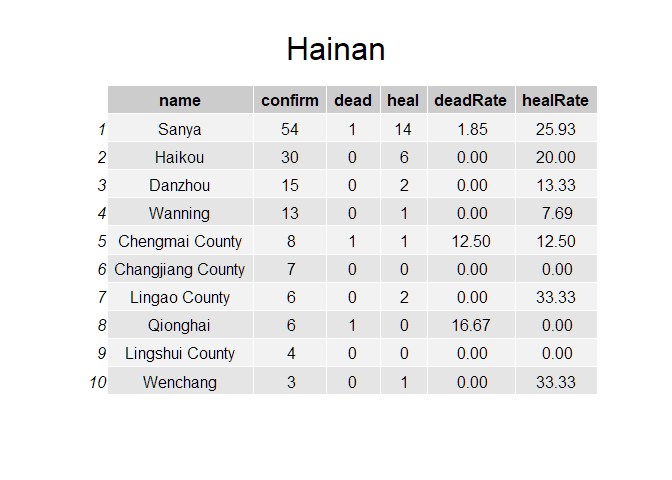 Hainan
name confirm dead heal deadRate healRate
1 Sanya 54 1 14 1.85 25.93
2 Haikou 30 0 6 0.00 20.00
3 Danzhou 15 0 2 0.00 13.33
4 Wanning 13 0 1 0.00 7.69
5 Chengmai County 8 1 1 12.50 12.50
6 Changjiang County 7 0 0 0.00 0.00
7 Lingao County 6 0 2 0.00 33.33
8 Qionghai 6 1 0 16.67 0.00
9 Lingshui County 4 0 0 0.00 0.00
10 Wenchang 3 0 1 0.00 33.33